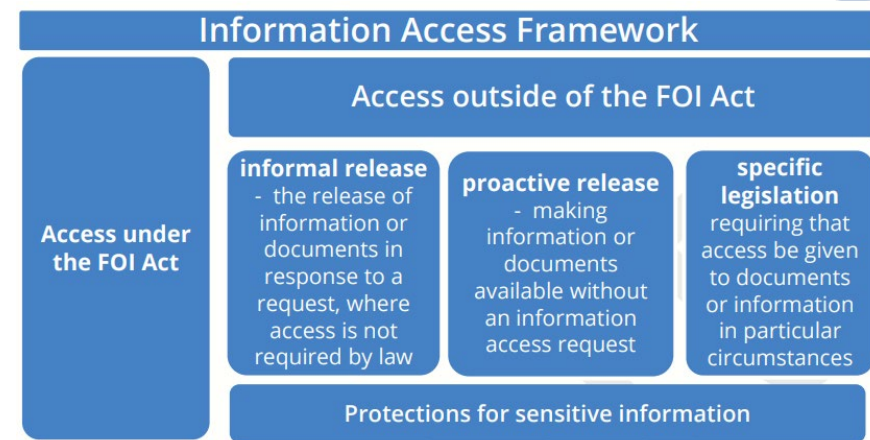 Information Access Framework
Access under
the FOI Act
Access outside of the FOI Act
informal release
- the release of
information or
documents in
response to a
request, where
access is not
required by law
proactive release
- making
information or
documents
available without
an information
access request
specific
legislation
requiring that
access be given
to documents
or information
in particular
circumstances
Protections for sensitive information